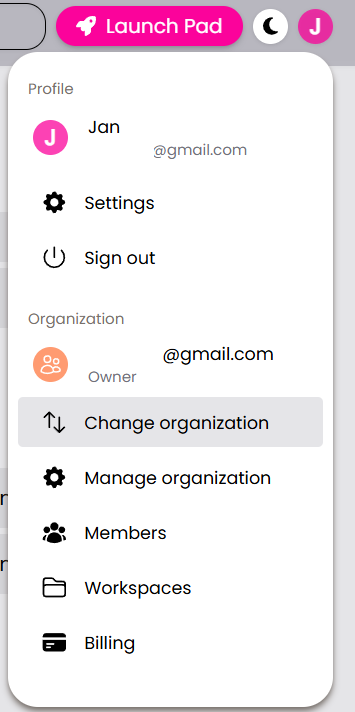 Launch Pad
J
Profile
J
Jan
@gmail.com
Settings
Sign out
Organization
@gmail.com
Owner
Change organization
Manage organization
Members
Workspaces
Billing